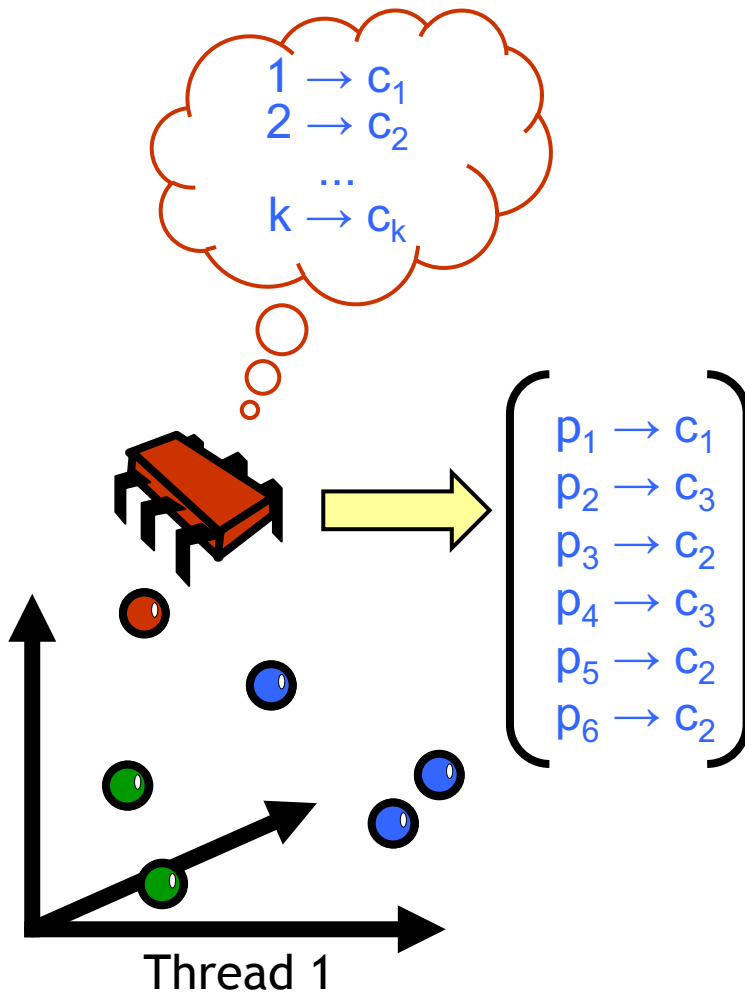 1 → c₁
2 → c₂
...
k → cₖ
p₁ → c₁
p₂ → c₃
p₃ → c₂
p₄ → c₃
p₅ → c₂
p₆ → c₂
Thread 1